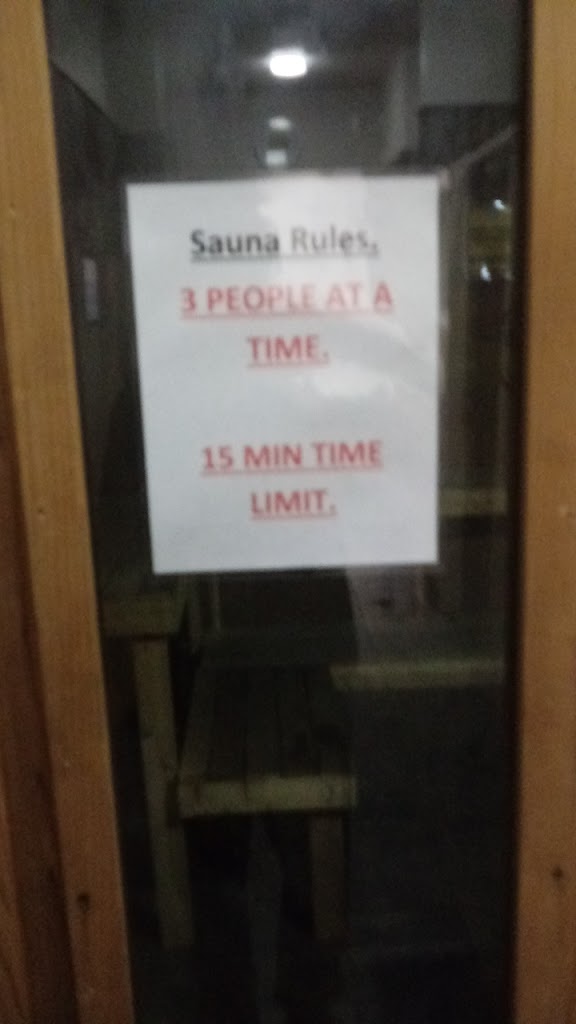 Sauna Rules.
3 PEOPLE AT A
TIME.
15 MIN TIME
LIMIT.